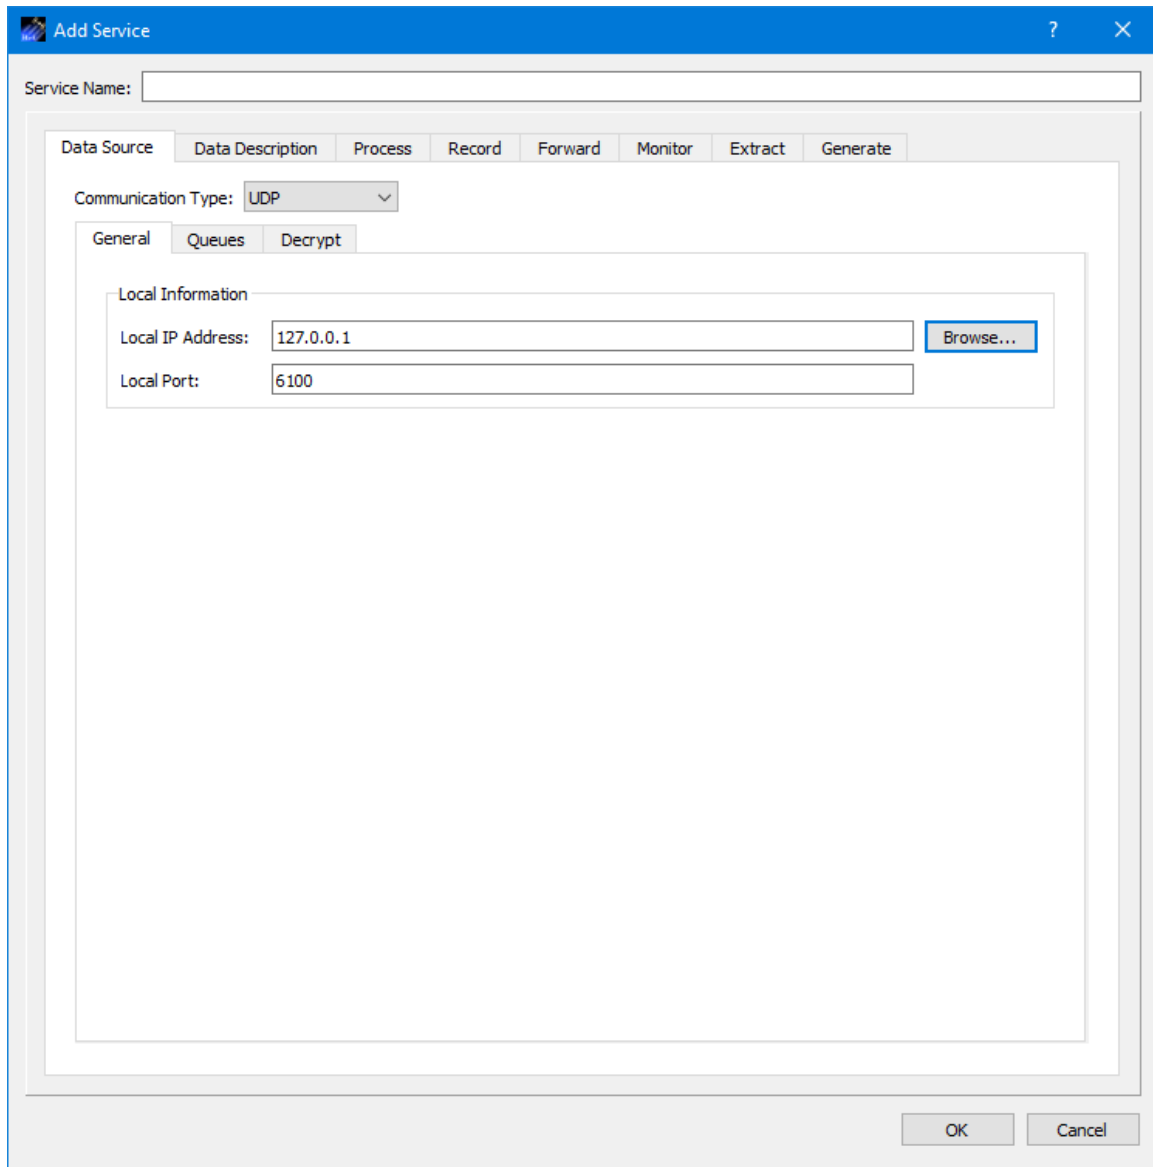 Add Service
Service Name:
Data Source Data Description Process Record Forward Monitor Extract Generate
Communication Type: UDP
General Queues Decrypt
Local Information
Local IP Address: 127.0.0.1 Browse...
Local Port: 6100
OK Cancel